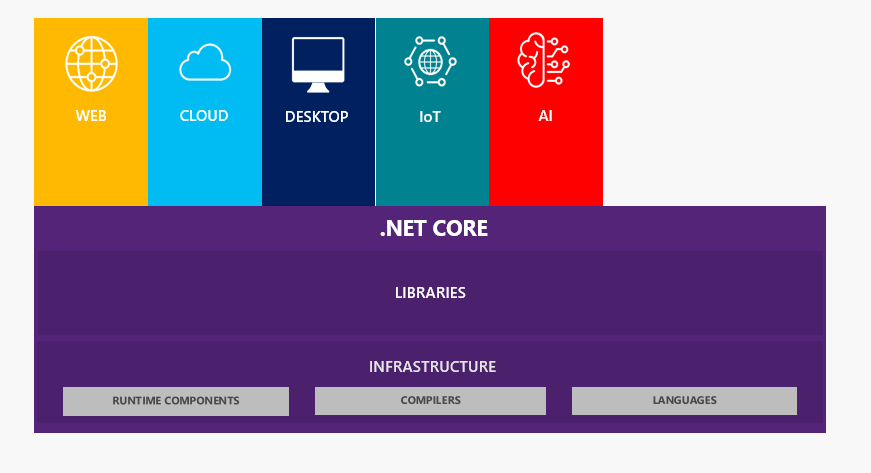 WEB
CLOUD
DESKTOP
IoT
AI
.NET CORE
LIBRARIES
INFRASTRUCTURE
RUNTIME COMPONENTS
COMPILERS
LANGUAGES